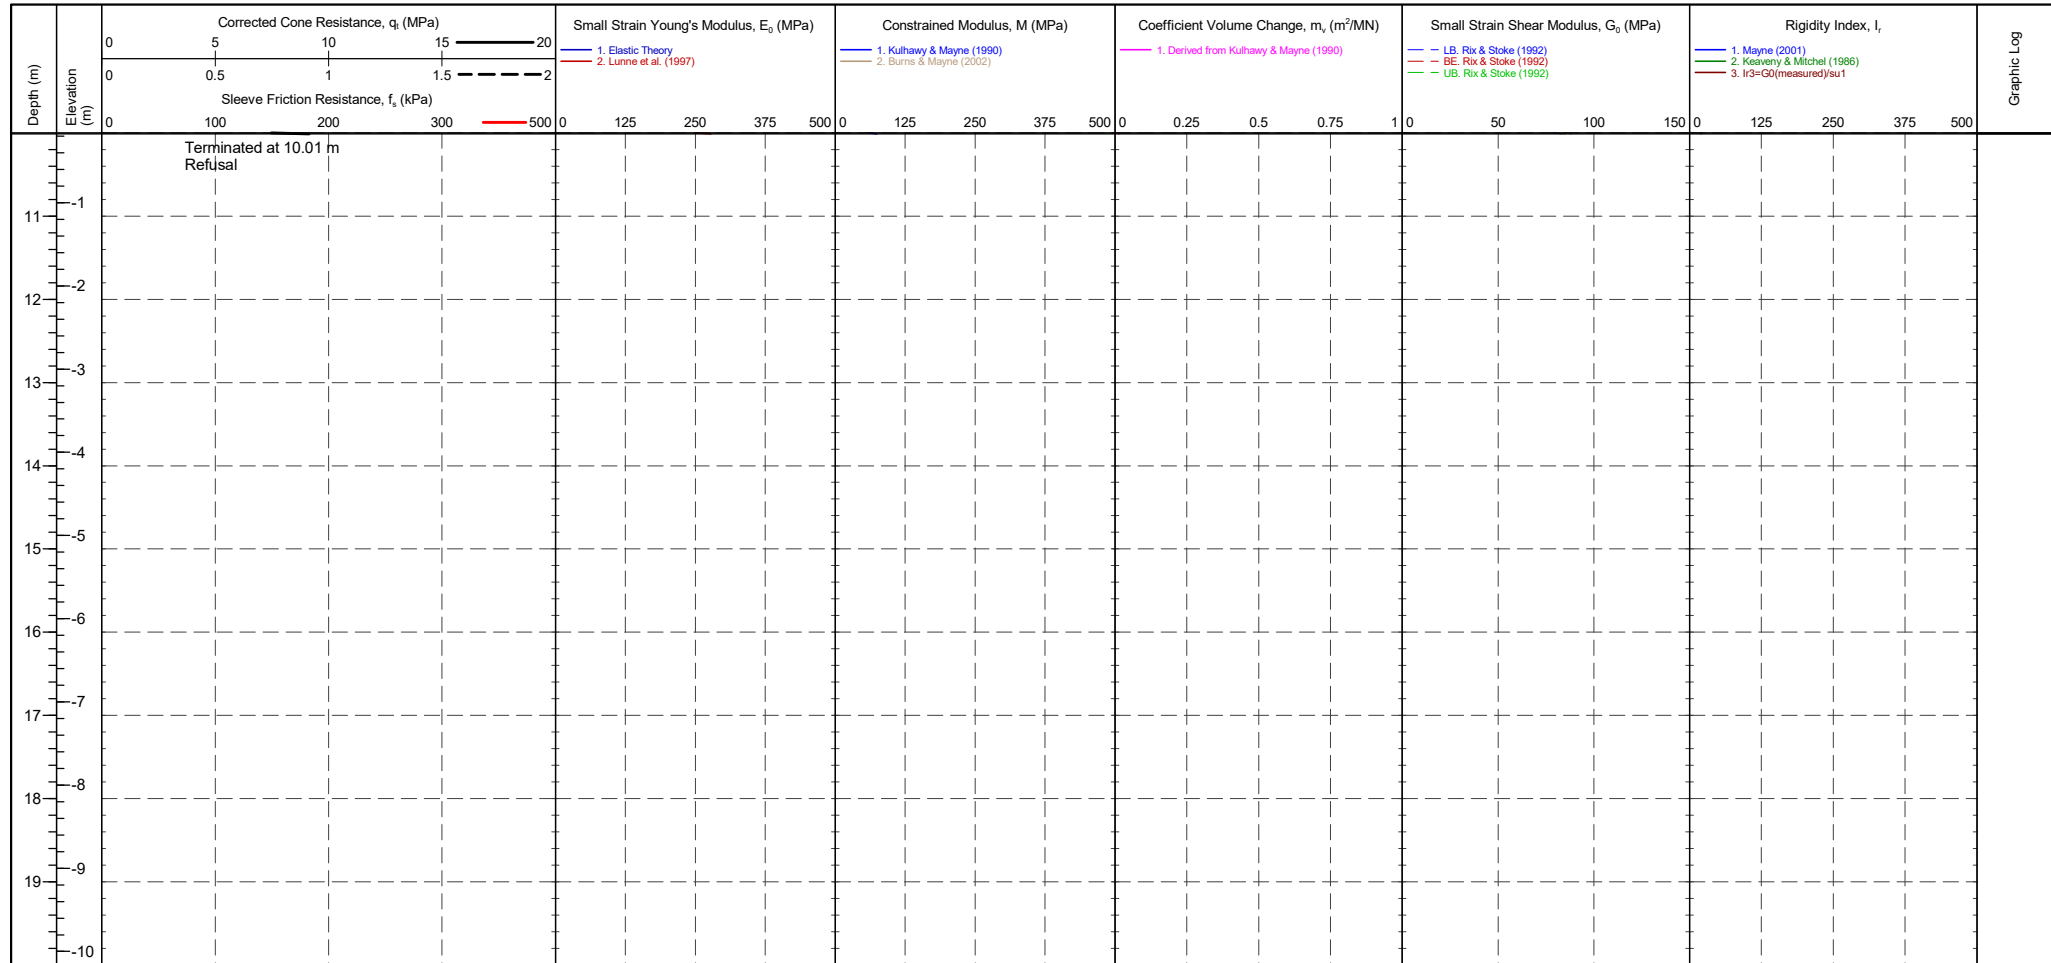 Depth (m)
Elevation
(m)
Corrected Cone Resistance, qt (MPa)
0 5 10 15 20
0 0.5 1 1.5 2
Sleeve Friction Resistance, fs (kPa)
0 100 200 300 500
Small Strain Young's Modulus, E0 (MPa)
1. Elastic Theory
2. Lunne et al. (1997)
0 125 250 375 500
Constrained Modulus, M (MPa)
1. Kulhawy & Mayne (1990)
2. Burns & Mayne (2002)
0 125 250 375 500
Coefficient Volume Change, mv (m²/MN)
1. Derived from Kulhawy & Mayne (1990)
0 0.25 0.5 0.75 1
Small Strain Shear Modulus, G0 (MPa)
LB. Rix & Stoke (1992)
BE. Rix & Stoke (1992)
UB. Rix & Stoke (1992)
0 50 100 150
Rigidity Index, Ir
1. Mayne (2001)
2. Keaveny & Mitchel (1986)
3. Ir3=G0(measured)/su1
0 125 250 375 500
Graphic Log
Terminated at 10.01 m
Refusal
-1
11
-2
12
-3
13
-4
14
-5
15
-6
16
-7
17
-8
18
-9
19
-10